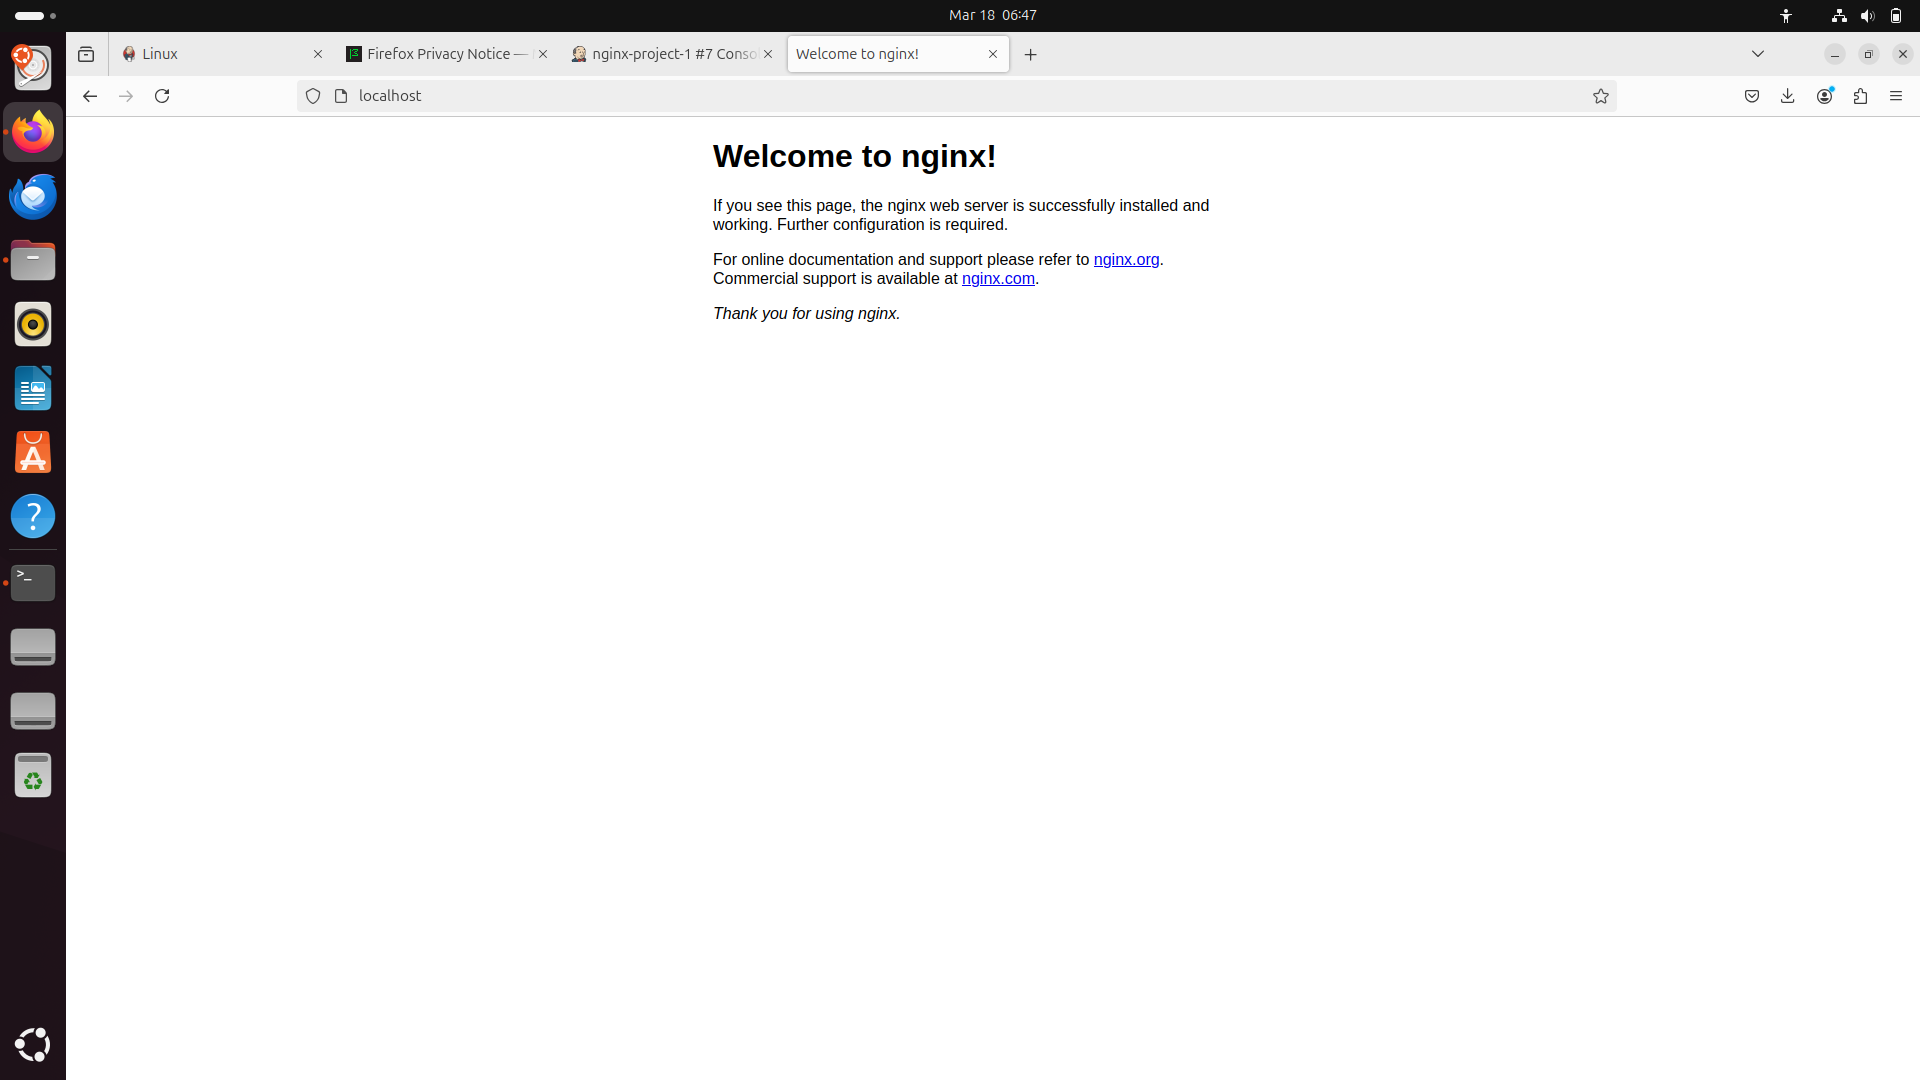 Mar 18 06:47
Linux
Firefox Privacy Notice —
nginx-project-1 #7 Conso
Welcome to nginx!
localhost
Welcome to nginx!
If you see this page, the nginx web server is successfully installed and
working. Further configuration is required.
For online documentation and support please refer to nginx.org.
Commercial support is available at nginx.com.
Thank you for using nginx.